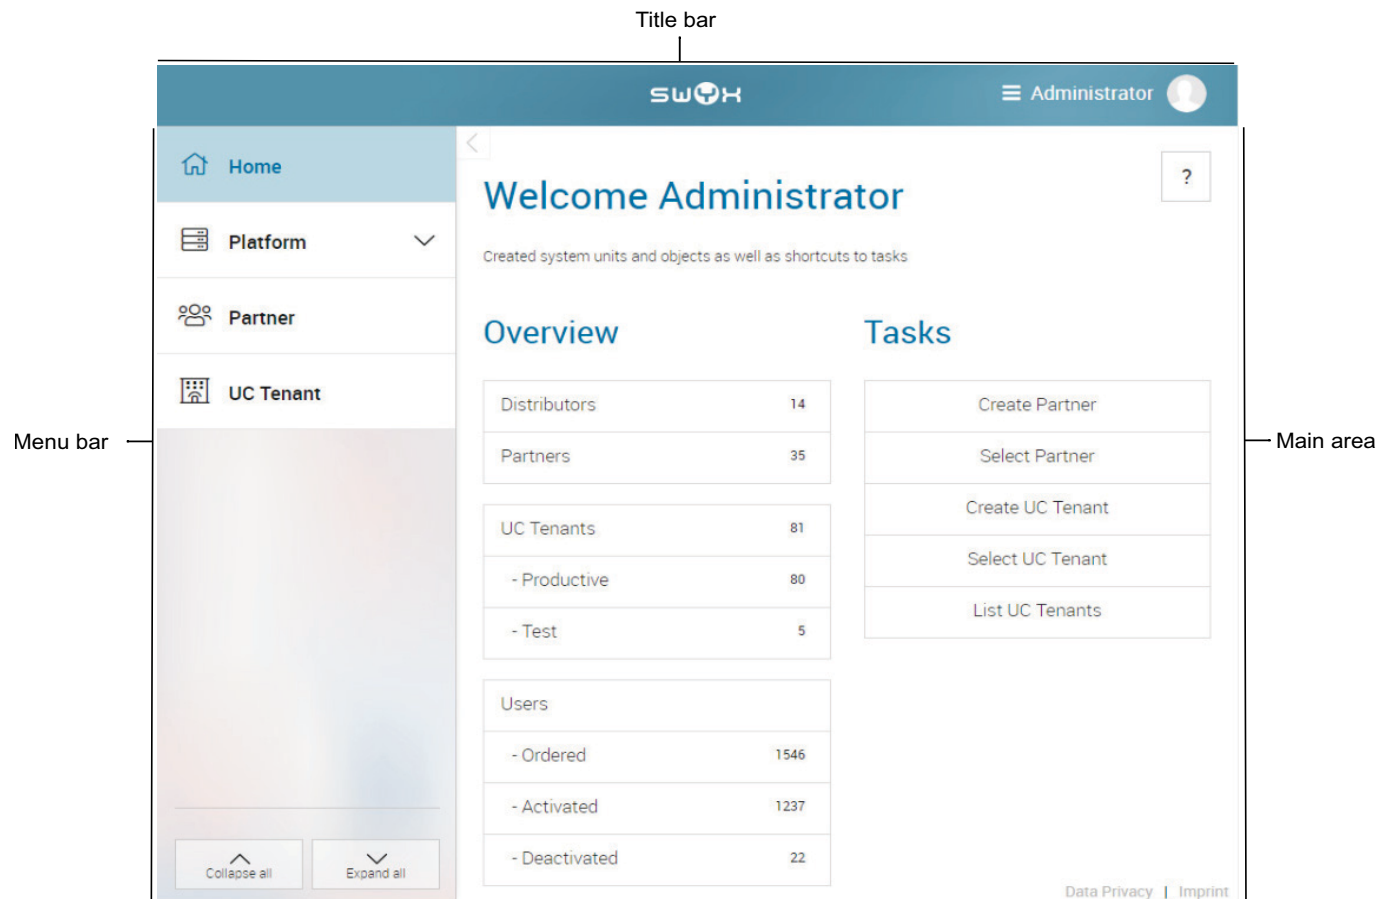 Title bar
swyx
Administrator
Home
Platform
Partner
UC Tenant
Menu bar
Collapse all
Expand all
?
Welcome Administrator
Created system units and objects as well as shortcuts to tasks
Overview
Distributors 14
Partners 35
UC Tenants 81
- Productive 80
- Test 5
Users
- Ordered 1546
- Activated 1237
- Deactivated 22
Tasks
Create Partner
Select Partner
Create UC Tenant
Select UC Tenant
List UC Tenants
Main area
Data Privacy | Imprint